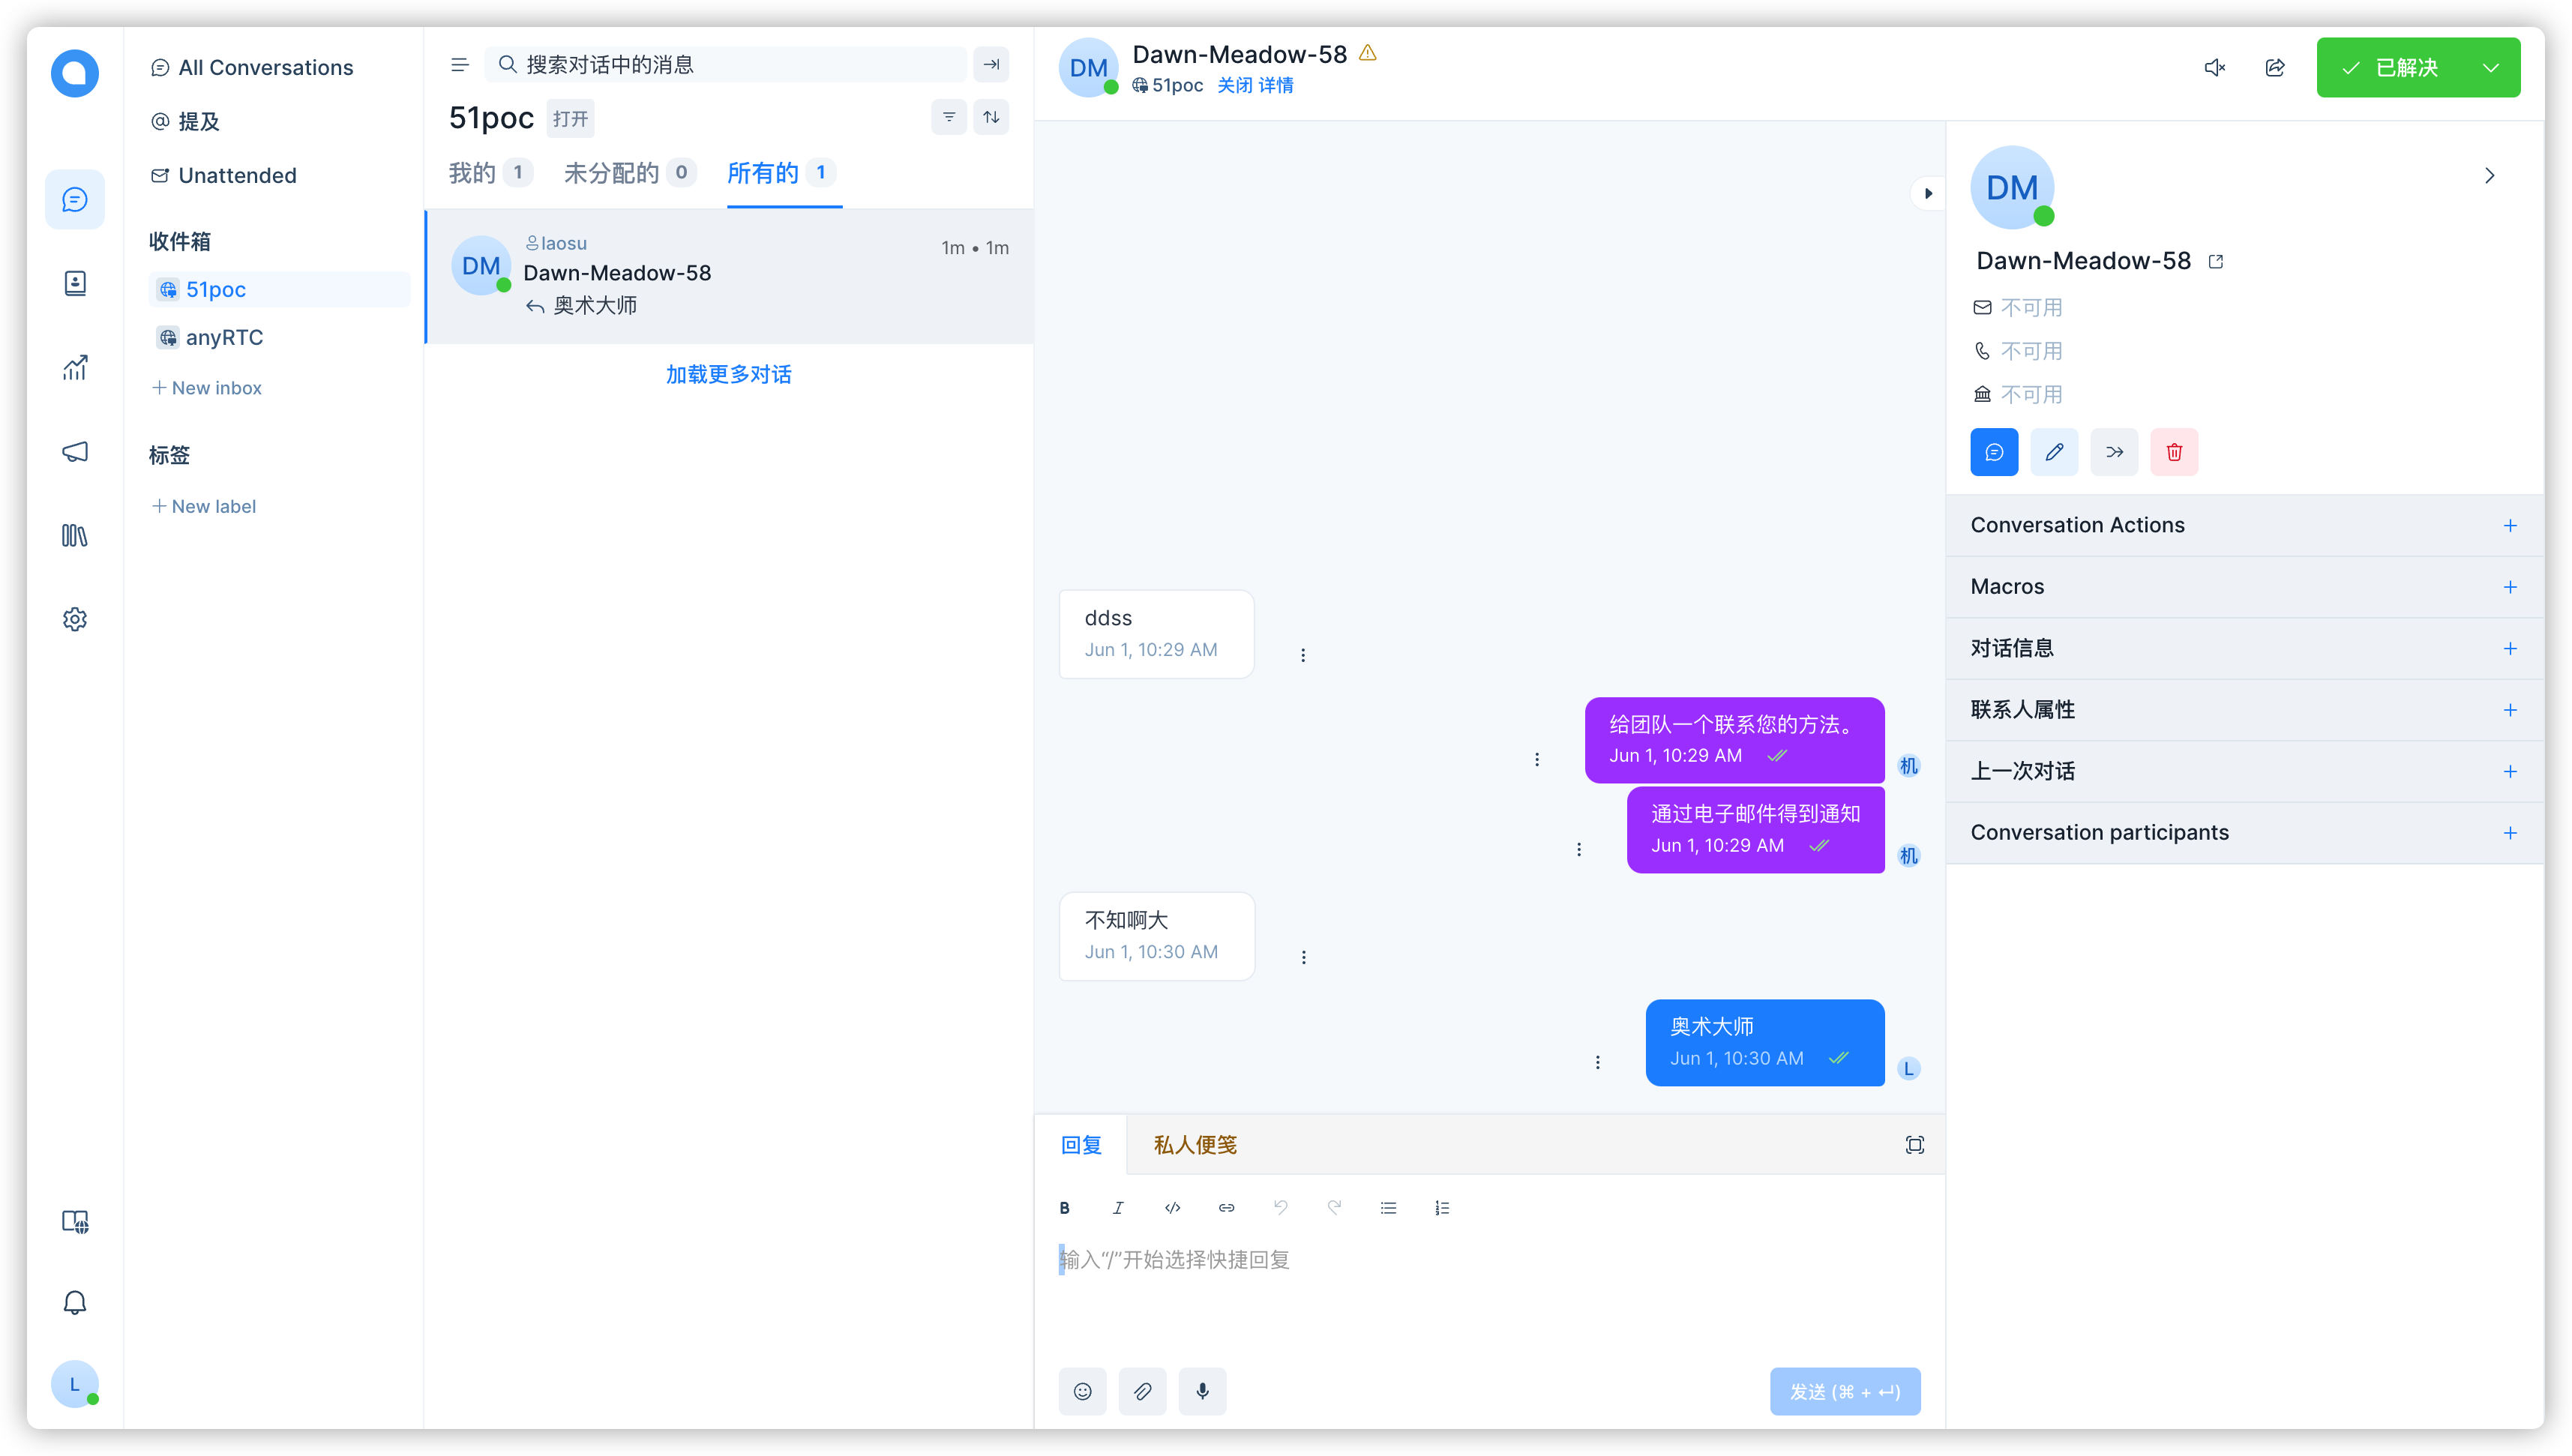 All Conversations
提及
Unattended
收件箱
51poc
anyRTC
New inbox
标签
New label
搜索对话中的消息
51poc 打开
我的 1 未分配的 0 所有的 1
DM
laosu
1m • 1m
Dawn-Meadow-58
奥术大师
加载更多对话
DM
Dawn-Meadow-58
51poc 关闭 详情
已解决
ddss
Jun 1, 10:29 AM
给团队一个联系您的方法。
Jun 1, 10:29 AM
机
通过电子邮件得到通知
Jun 1, 10:29 AM
机
不知啊大
Jun 1, 10:30 AM
奥术大师
Jun 1, 10:30 AM
L
回复 私人便笺
B I
输入“/”开始选择快捷回复
发送 (⌘ + ↵)
DM
Dawn-Meadow-58
不可用
不可用
不可用
Conversation Actions
Macros
对话信息
联系人属性
上一次对话
Conversation participants
L